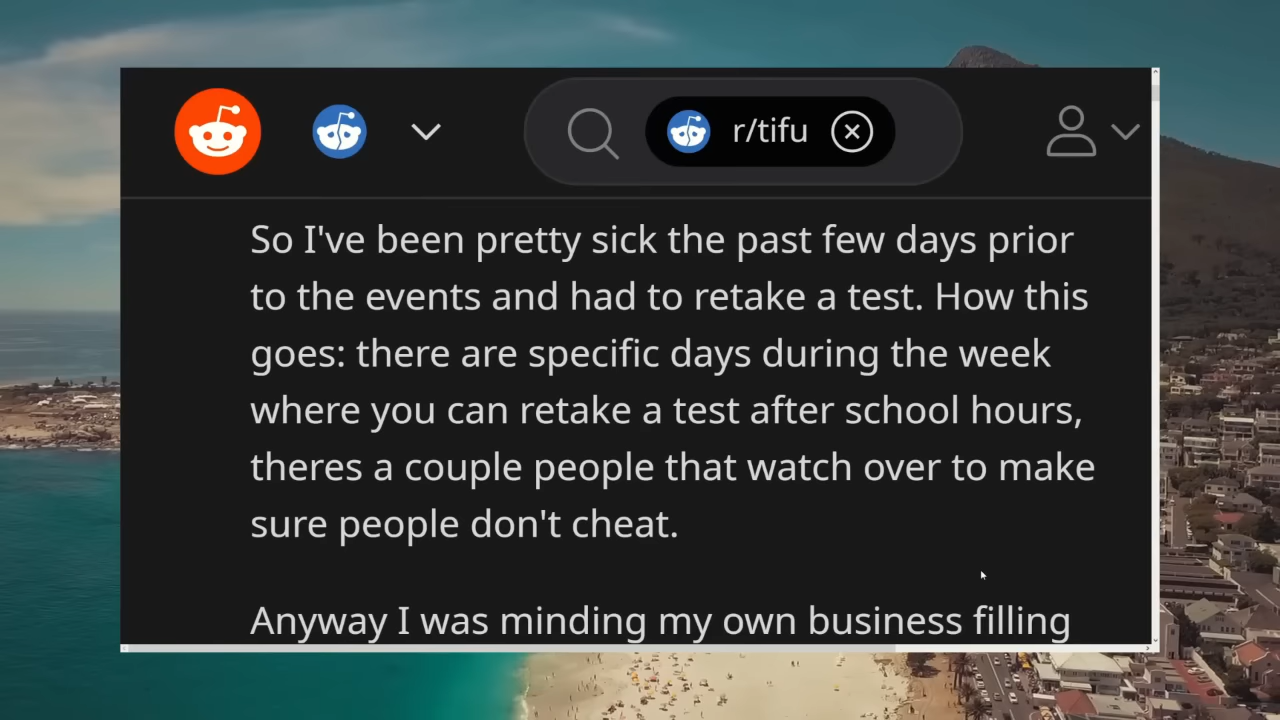 r/tifu
So I've been pretty sick the past few days prior
to the events and had to retake a test. How this
goes: there are specific days during the week
where you can retake a test after school hours,
theres a couple people that watch over to make
sure people don't cheat.
Anyway I was minding my own business filling